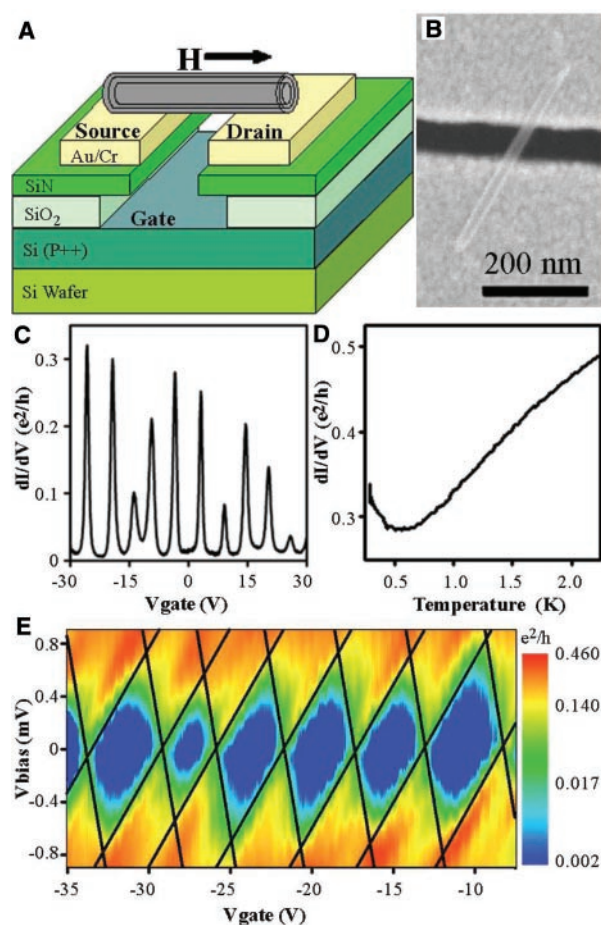 A
H
Source
Drain
Au/Cr
SiN
SiO2
Gate
Si (P++)
Si Wafer
B
200 nm
C
dI/dV (e²/h)
0.3
0.2
0.1
0
-30
-15
0
15
30
Vgate (V)
D
dI/dV (e²/h)
0.5
0.4
0.3
0.5
1.0
1.5
2.0
Temperature (K)
E
Vbias (mV)
0.8
0.4
0
-0.4
-0.8
-35
-30
-25
-20
-15
-10
Vgate (V)
e²/h
0.460
0.140
0.017
0.002